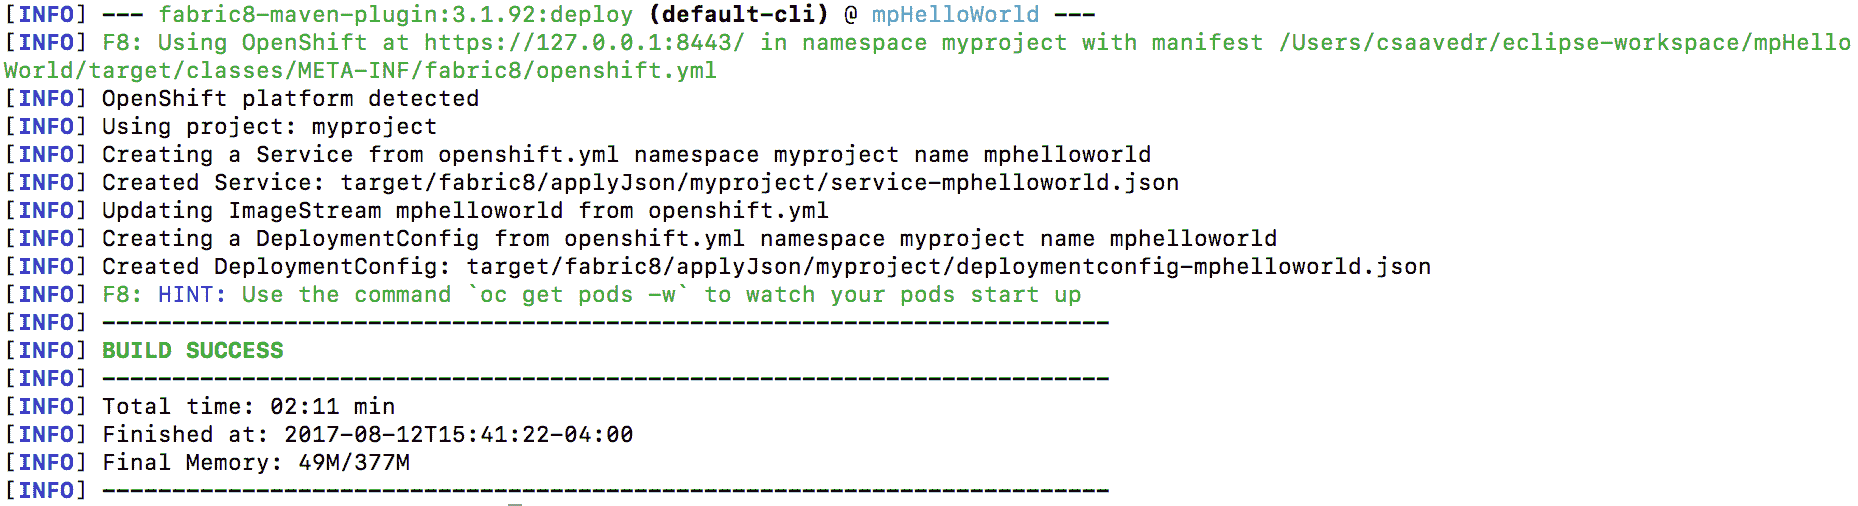 [INFO] --- fabric8-maven-plugin:3.1.92:deploy (default-cli) @ mpHelloWorld ---
[INFO] F8: Using OpenShift at https://127.0.0.1:8443/ in namespace myproject with manifest /Users/csaavedr/eclipse-workspace/mpHello
World/target/classes/META-INF/fabric8/openshift.yml
[INFO] OpenShift platform detected
[INFO] Using project: myproject
[INFO] Creating a Service from openshift.yml namespace myproject name mphelloworld
[INFO] Created Service: target/fabric8/applyJson/myproject/service-mphelloworld.json
[INFO] Updating ImageStream mphelloworld from openshift.yml
[INFO] Creating a DeploymentConfig from openshift.yml namespace myproject name mphelloworld
[INFO] Created DeploymentConfig: target/fabric8/applyJson/myproject/deploymentconfig-mphelloworld.json
[INFO] F8: HINT: Use the command `oc get pods -w` to watch your pods start up
[INFO] ------------------------------------------------------------------------
[INFO] BUILD SUCCESS
[INFO] ------------------------------------------------------------------------
[INFO] Total time: 02:11 min
[INFO] Finished at: 2017-08-12T15:41:22-04:00
[INFO] Final Memory: 49M/377M
[INFO] ------------------------------------------------------------------------